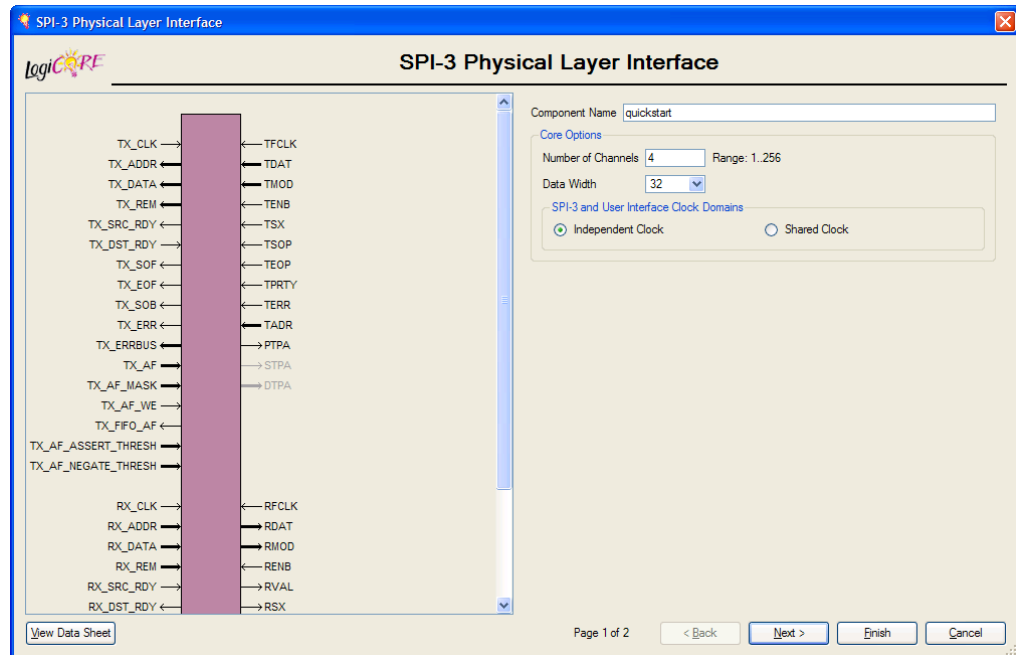 SPI-3 Physical Layer Interface
LogiCORE
SPI-3 Physical Layer Interface
TX_CLK
TX_ADDR
TX_DATA
TX_REM
TX_SRC_RDY
TX_DST_RDY
TX_SOF
TX_EOF
TX_SOB
TX_ERR
TX_ERRBUS
TX_AF
TX_AF_MASK
TX_AF_WE
TX_FIFO_AF
TX_AF_ASSERT_THRESH
TX_AF_NEGATE_THRESH
RX_CLK
RX_ADDR
RX_DATA
RX_REM
RX_SRC_RDY
RX_DST_RDY
TFCLK
TDAT
TMOD
TENB
TSX
TSOP
TEOP
TPRTY
TERR
TADR
PTPA
STPA
DTPA
RFCLK
RDAT
RMOD
RENB
RVAL
RSX
Component Name quickstart
Core Options
Number of Channels 4 Range: 1..256
Data Width 32
SPI-3 and User Interface Clock Domains
Independent Clock Shared Clock
View Data Sheet Page 1 of 2 < Back Next > Finish Cancel